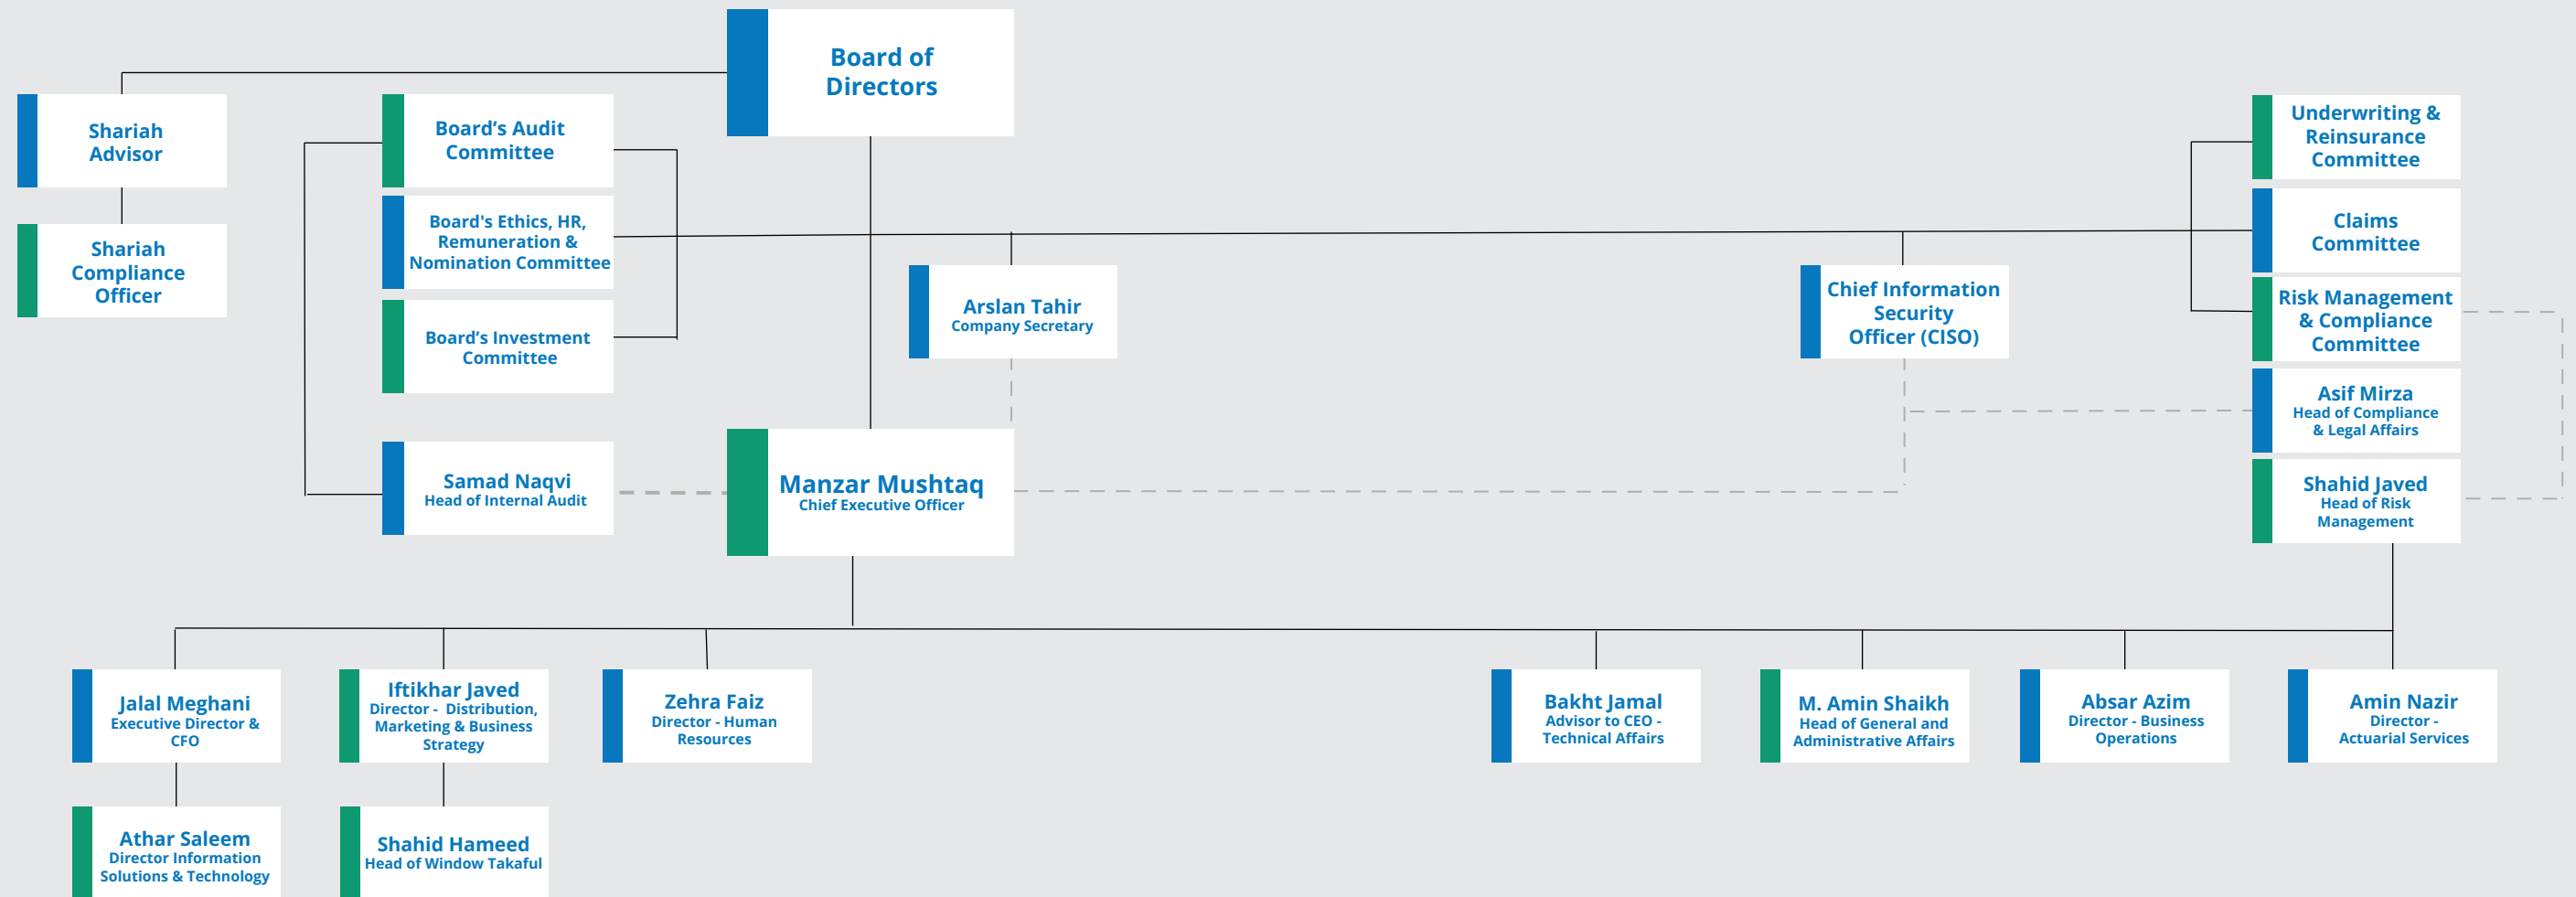 Board of
Directors
Shariah
Advisor
Board’s Audit
Committee
Underwriting &
Reinsurance
Committee
Shariah
Compliance
Officer
Board's Ethics, HR,
Remuneration &
Nomination Committee
Claims
Committee
Board’s Investment
Committee
Arslan Tahir
Company Secretary
Chief Information
Security
Officer (CISO)
Risk Management
& Compliance
Committee
Asif Mirza
Head of Compliance
& Legal Affairs
Samad Naqvi
Head of Internal Audit
Manzar Mushtaq
Chief Executive Officer
Shahid Javed
Head of Risk
Management
Jalal Meghani
Executive Director &
CFO
Iftikhar Javed
Director -  Distribution,
Marketing & Business
Strategy
Zehra Faiz
Director - Human
Resources
Bakht Jamal
Advisor to CEO -
Technical Affairs
M. Amin Shaikh
Head of General and
Administrative Affairs
Absar Azim
Director - Business
Operations
Amin Nazir
Director -
Actuarial Services
Athar Saleem
Director Information
Solutions & Technology
Shahid Hameed
Head of Window Takaful